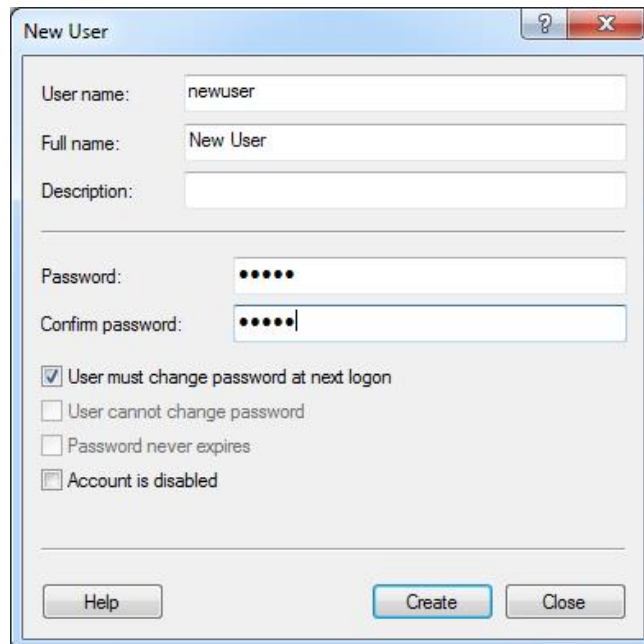 New User
User name: newuser
Full name: New User
Description:
Password: •••••
Confirm password: •••••
User must change password at next logon
User cannot change password
Password never expires
Account is disabled
Help Create Close